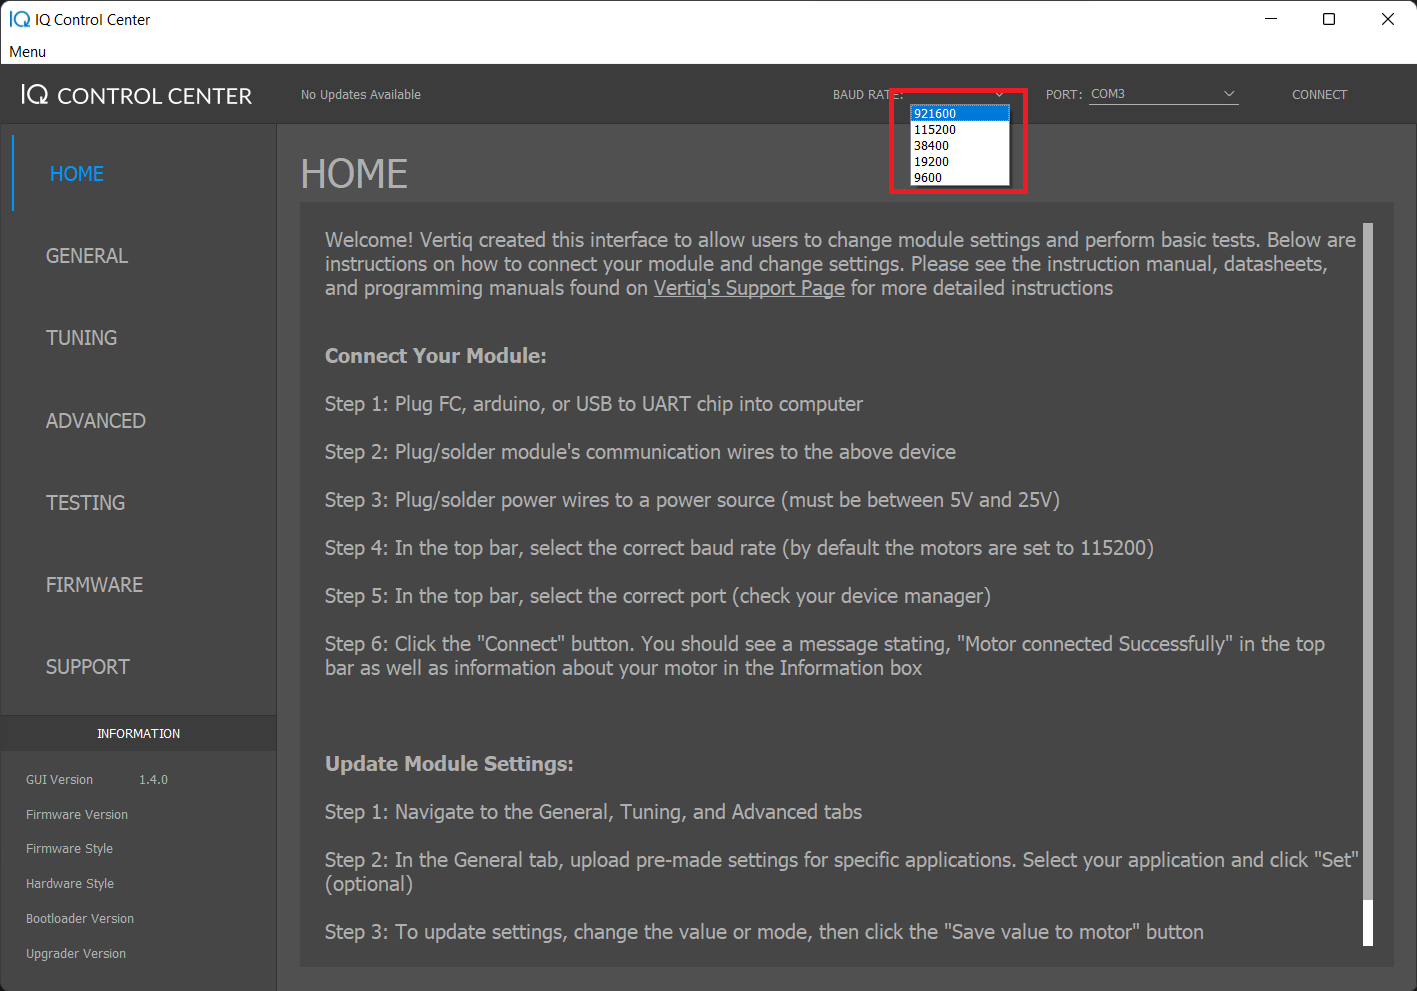 IQ Control Center
Menu
IQ CONTROL CENTER
No Updates Available
BAUD RATE:
PORT: COM3
CONNECT
921600
115200
38400
19200
9600
HOME
GENERAL
TUNING
ADVANCED
TESTING
FIRMWARE
SUPPORT
INFORMATION
GUI Version 1.4.0
Firmware Version
Firmware Style
Hardware Style
Bootloader Version
Upgrader Version
HOME
Welcome! Vertiq created this interface to allow users to change module settings and perform basic tests. Below are
instructions on how to connect your module and change settings. Please see the instruction manual, datasheets,
and programming manuals found on Vertiq's Support Page for more detailed instructions
Connect Your Module:
Step 1: Plug FC, arduino, or USB to UART chip into computer
Step 2: Plug/solder module's communication wires to the above device
Step 3: Plug/solder power wires to a power source (must be between 5V and 25V)
Step 4: In the top bar, select the correct baud rate (by default the motors are set to 115200)
Step 5: In the top bar, select the correct port (check your device manager)
Step 6: Click the "Connect" button. You should see a message stating, "Motor connected Successfully" in the top
bar as well as information about your motor in the Information box
Update Module Settings:
Step 1: Navigate to the General, Tuning, and Advanced tabs
Step 2: In the General tab, upload pre-made settings for specific applications. Select your application and click "Set"
(optional)
Step 3: To update settings, change the value or mode, then click the "Save value to motor" button